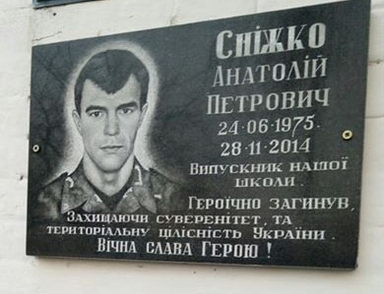 Сніжко
Анатолій
Петрович
24·06·1975.
28·11·2014
Випускник нашої
школи.
Героїчно загинув,
Захищаючи суверенітет, та
територіальну цілісність України.
Вічна слава Герою!